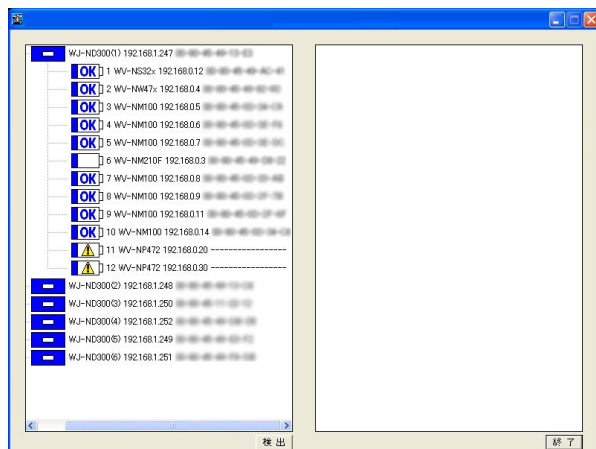 WJ-ND300(1) 192.168.1.247
OK 1 WV-NS32x 192.168.0.12
OK 2 WV-NW47x 192.168.0.4
OK 3 WV-NM100 192.168.0.5
OK 4 WV-NM100 192.168.0.6
OK 5 WV-NM100 192.168.0.7
6 WV-NM210F 192.168.0.3
OK 7 WV-NM100 192.168.0.8
OK 8 WV-NM100 192.168.0.9
OK 9 WV-NM100 192.168.0.11
OK 10 WV-NM100 192.168.0.14
11 WV-NP472 192.168.0.20 -----------------
12 WV-NP472 192.168.0.30 -----------------
WJ-ND300(2) 192.168.1.248
WJ-ND300(3) 192.168.1.250
WJ-ND300(4) 192.168.1.252
WJ-ND300(5) 192.168.1.249
WJ-ND300(6) 192.168.1.251
検出
終了